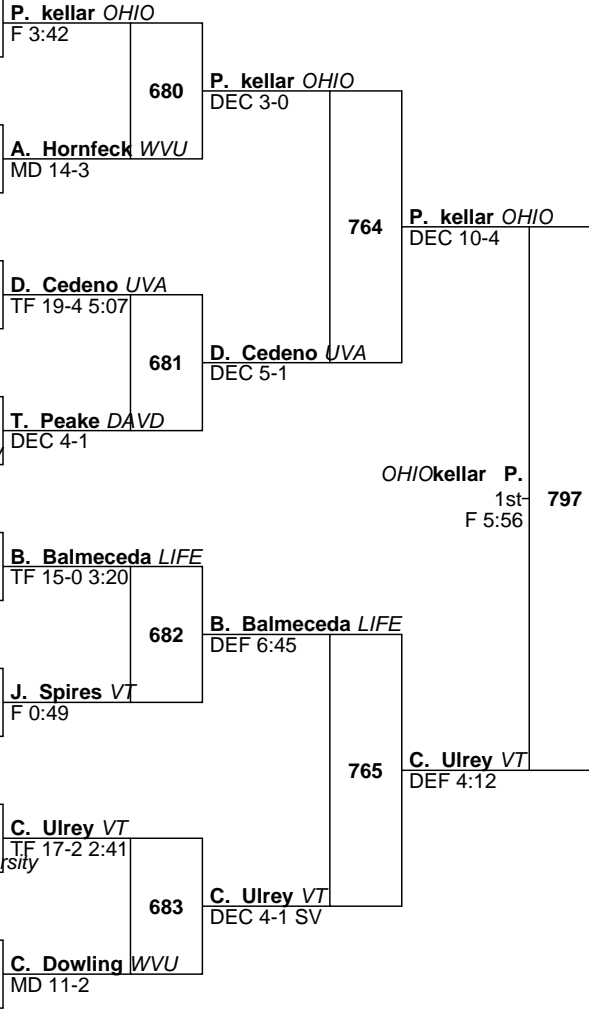 P. kellar OHIO
F 3:42
680
P. kellar OHIO
DEC 3-0
A. Hornfeck WVU
MD 14-3
764
P. kellar OHIO
DEC 10-4
D. Cedeno UVA
TF 19-4 5:07
681
D. Cedeno UVA
DEC 5-1
T. Peake DAVD
DEC 4-1
OHIOkellar P.
1st
F 5:56
797
B. Balmeceda LIFE
TF 15-0 3:20
682
B. Balmeceda LIFE
DEF 6:45
J. Spires VT
F 0:49
765
C. Ulrey VT
DEF 4:12
C. Ulrey VT
TF 17-2 2:41
rsity
683
C. Ulrey VT
DEC 4-1 SV
C. Dowling WVU
MD 11-2